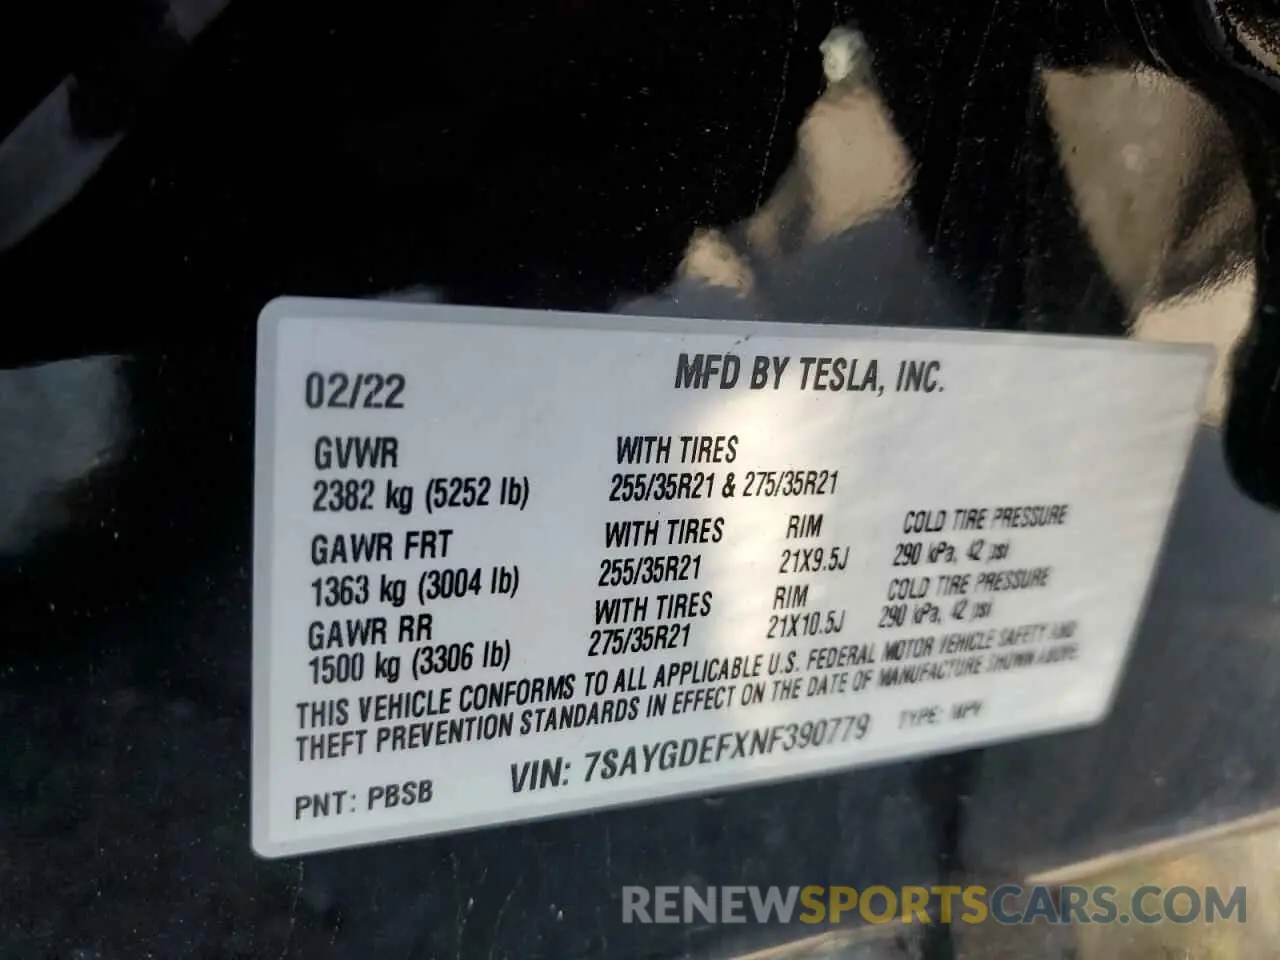 02/22 MFD BY TESLA, INC.
GVWR WITH TIRES
2382 kg (5252 lb) 255/35R21 & 275/35R21
GAWR FRT WITH TIRES RIM COLD TIRE PRESSURE
1363 kg (3004 lb) 255/35R21 21X9.5J 290 kPa, 42 psi
GAWR RR WITH TIRES RIM COLD TIRE PRESSURE
1500 kg (3306 lb) 275/35R21 21X10.5J 290 kPa, 42 psi
THIS VEHICLE CONFORMS TO ALL APPLICABLE U.S. FEDERAL MOTOR VEHICLE SAFETY AND
THEFT PREVENTION STANDARDS IN EFFECT ON THE DATE OF MANUFACTURE SHOWN ABOVE.
PNT: PBSB VIN: 7SAYGDEFXNF390779 TYPE: MPV
RENEWSPORTSCARS.COM